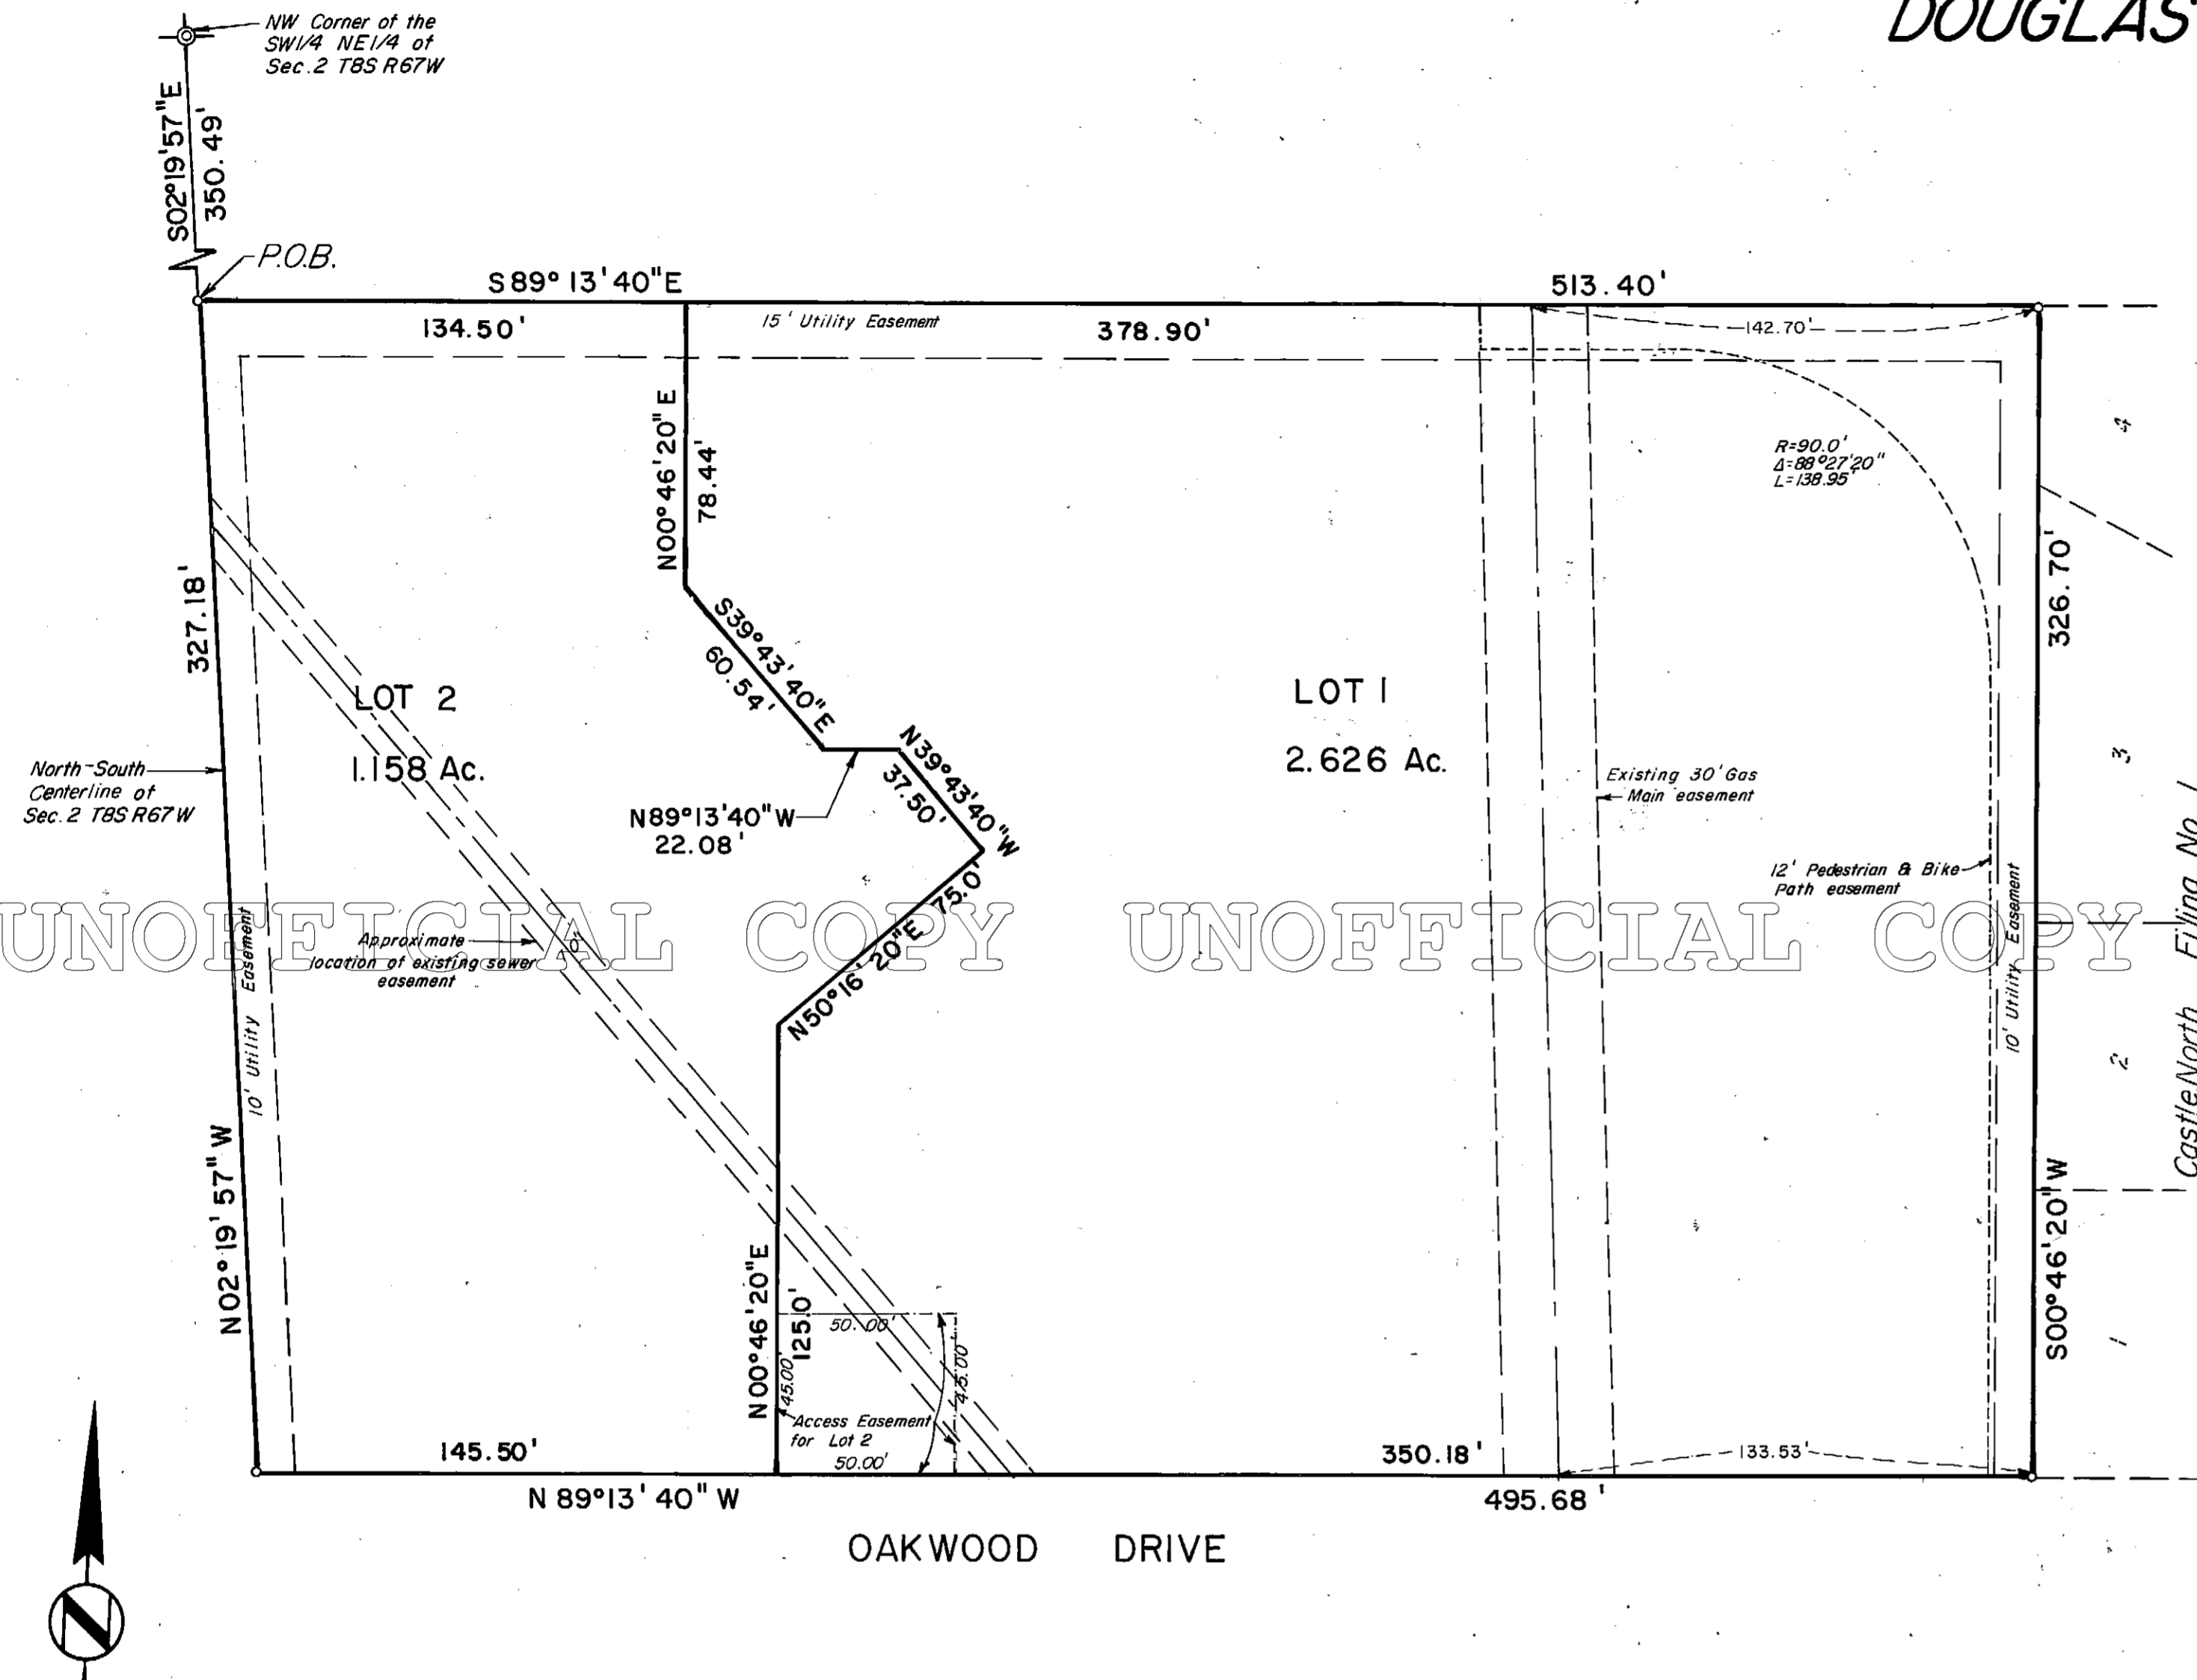 DOUGLAS
NW Corner of the
SW1/4 NE1/4 of
Sec.2 T8S R67W
S02°19'57"E
350.49'
P.O.B.
S89°13'40"E
513.40'
134.50'
15' Utility Easement
378.90'
142.70'
N00°46'20"E
78.44'
R=90.0'
Δ=88°27'20"
L=138.95'
4
327.18'
S39°43'40"E
60.54'
326.70'
LOT 2
1.158 Ac.
LOT 1
2.626 Ac.
North-South
Centerline of
Sec.2 T8S R67W
N89°13'40"W
22.08'
N39°43'40"W
37.50'
Existing 30' Gas
Main easement
3
12' Pedestrian & Bike
Path easement
N50°16'20"E 75.0'
UNOFFICIAL COPY UNOFFICIAL COPY
Approximate
location of existing sewer
easement
10' Utility Easement
10' Utility Easement
CastleNorth Filing No. 1
2
N02°19'57"W
N00°46'20"E
125.0'
50.00'
45.00'
45.00'
S00°46'20"W
1
Access Easement
for Lot 2
50.00'
145.50'
350.18'
133.53'
N89°13'40"W
495.68'
OAKWOOD DRIVE
N